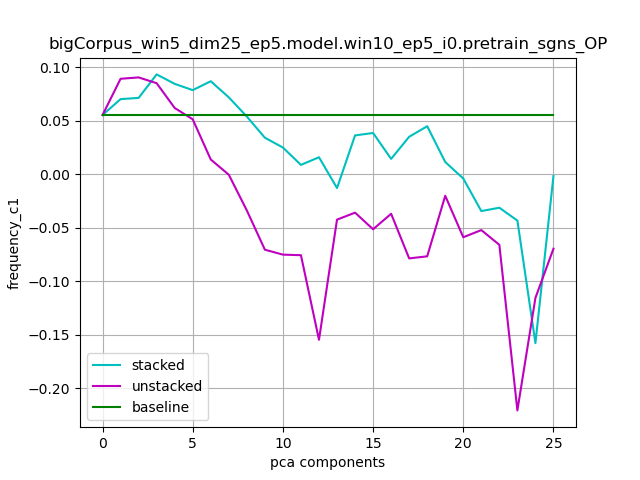 bigCorpus_win5_dim25_ep5.model.win10_ep5_i0.pretrain_sgns_OP
0.10
0.05
0.00
−0.05
−0.10
−0.15
−0.20
frequency_c1
stacked
unstacked
baseline
0 5 10 15 20 25
pca components